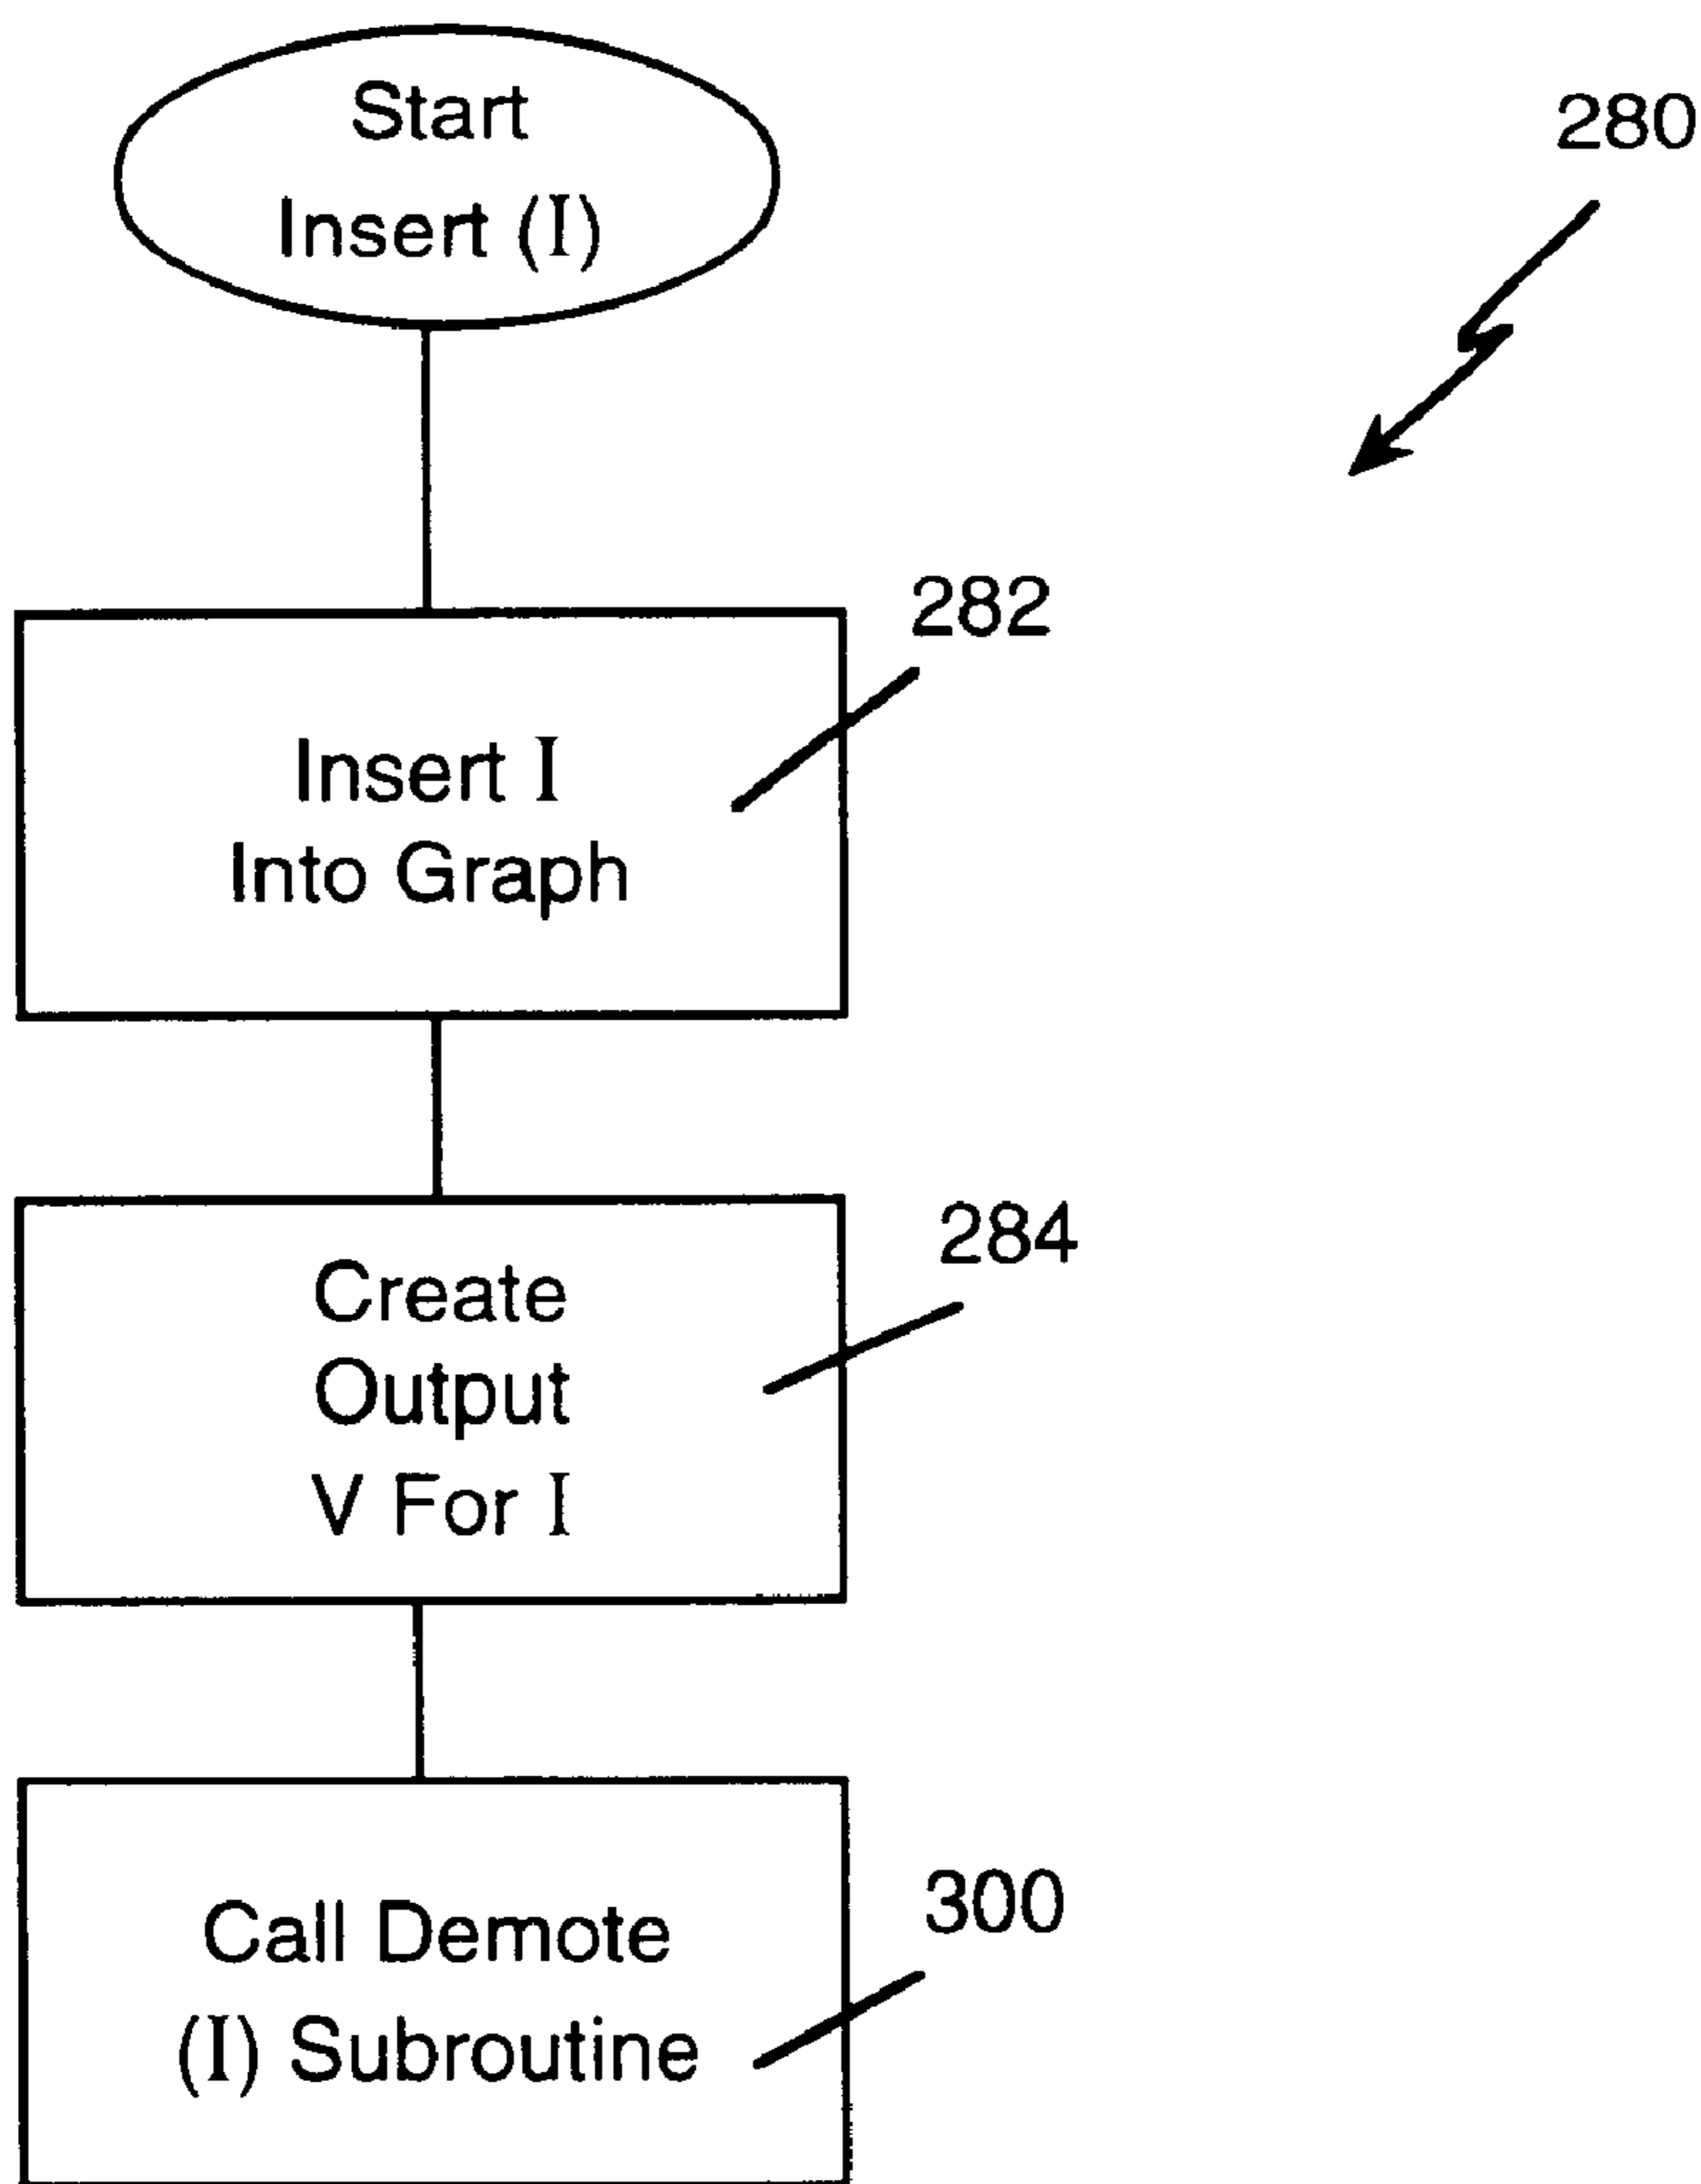 Start
Insert (I)
280
282
Insert I
Into Graph
284
Create
Output
V For I
300
Call Demote
(I) Subroutine